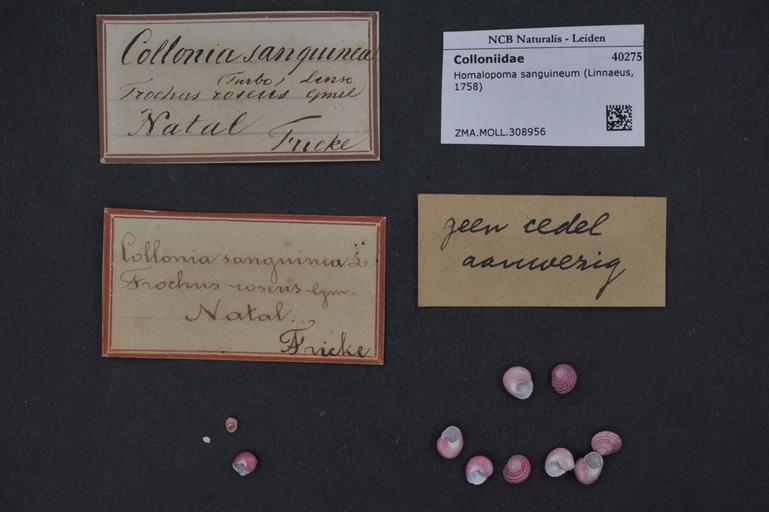 Collonia sanguinea
(Turbo)
Trochus roseus Gmel
Natal
Fricke
NCB Naturalis - Leiden
Colloniidae 40275
Homalopoma sanguineum (Linnaeus,
1758)
ZMA.MOLL.308956
Collonia sanguinea L.
Trochus roseus Gm.
Natal.
Fricke
geen cedel
aanwezig